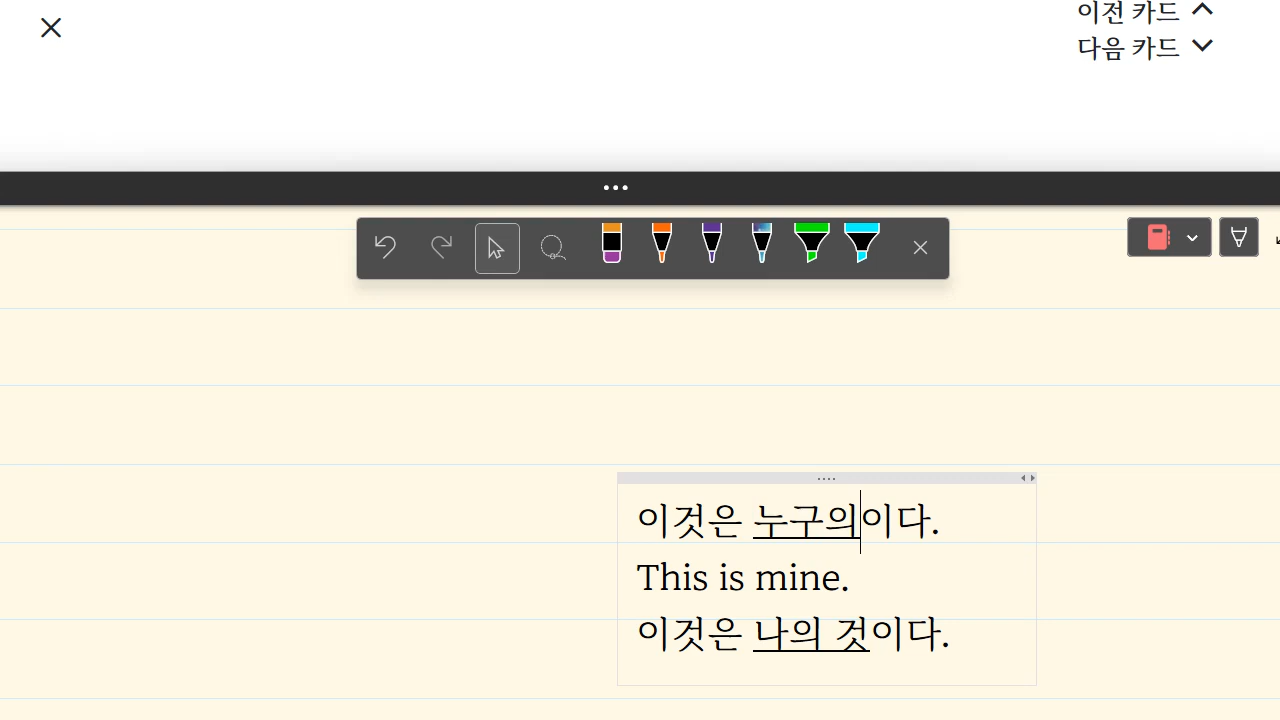 이전 카드
다음 카드
이것은 누구의이다.
This is mine.
이것은 나의 것이다.